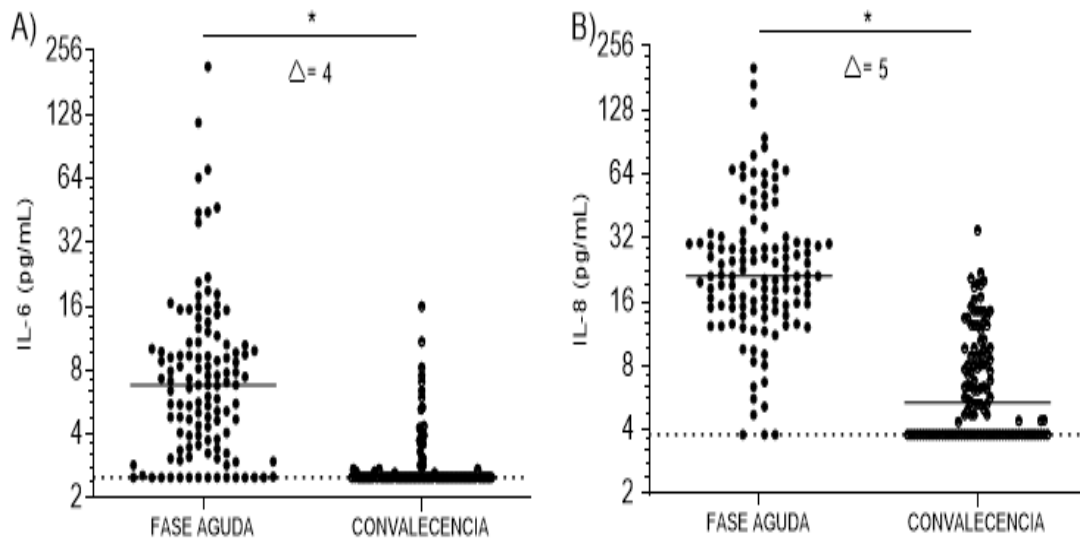 A)
*
△= 4
256
128
64
32
16
8
4
2
IL-6 (pg/mL)
FASE AGUDA
CONVALECENCIA
B)
*
△= 5
256
128
64
32
16
8
4
2
IL-8 (pg/mL)
FASE AGUDA
CONVALECENCIA